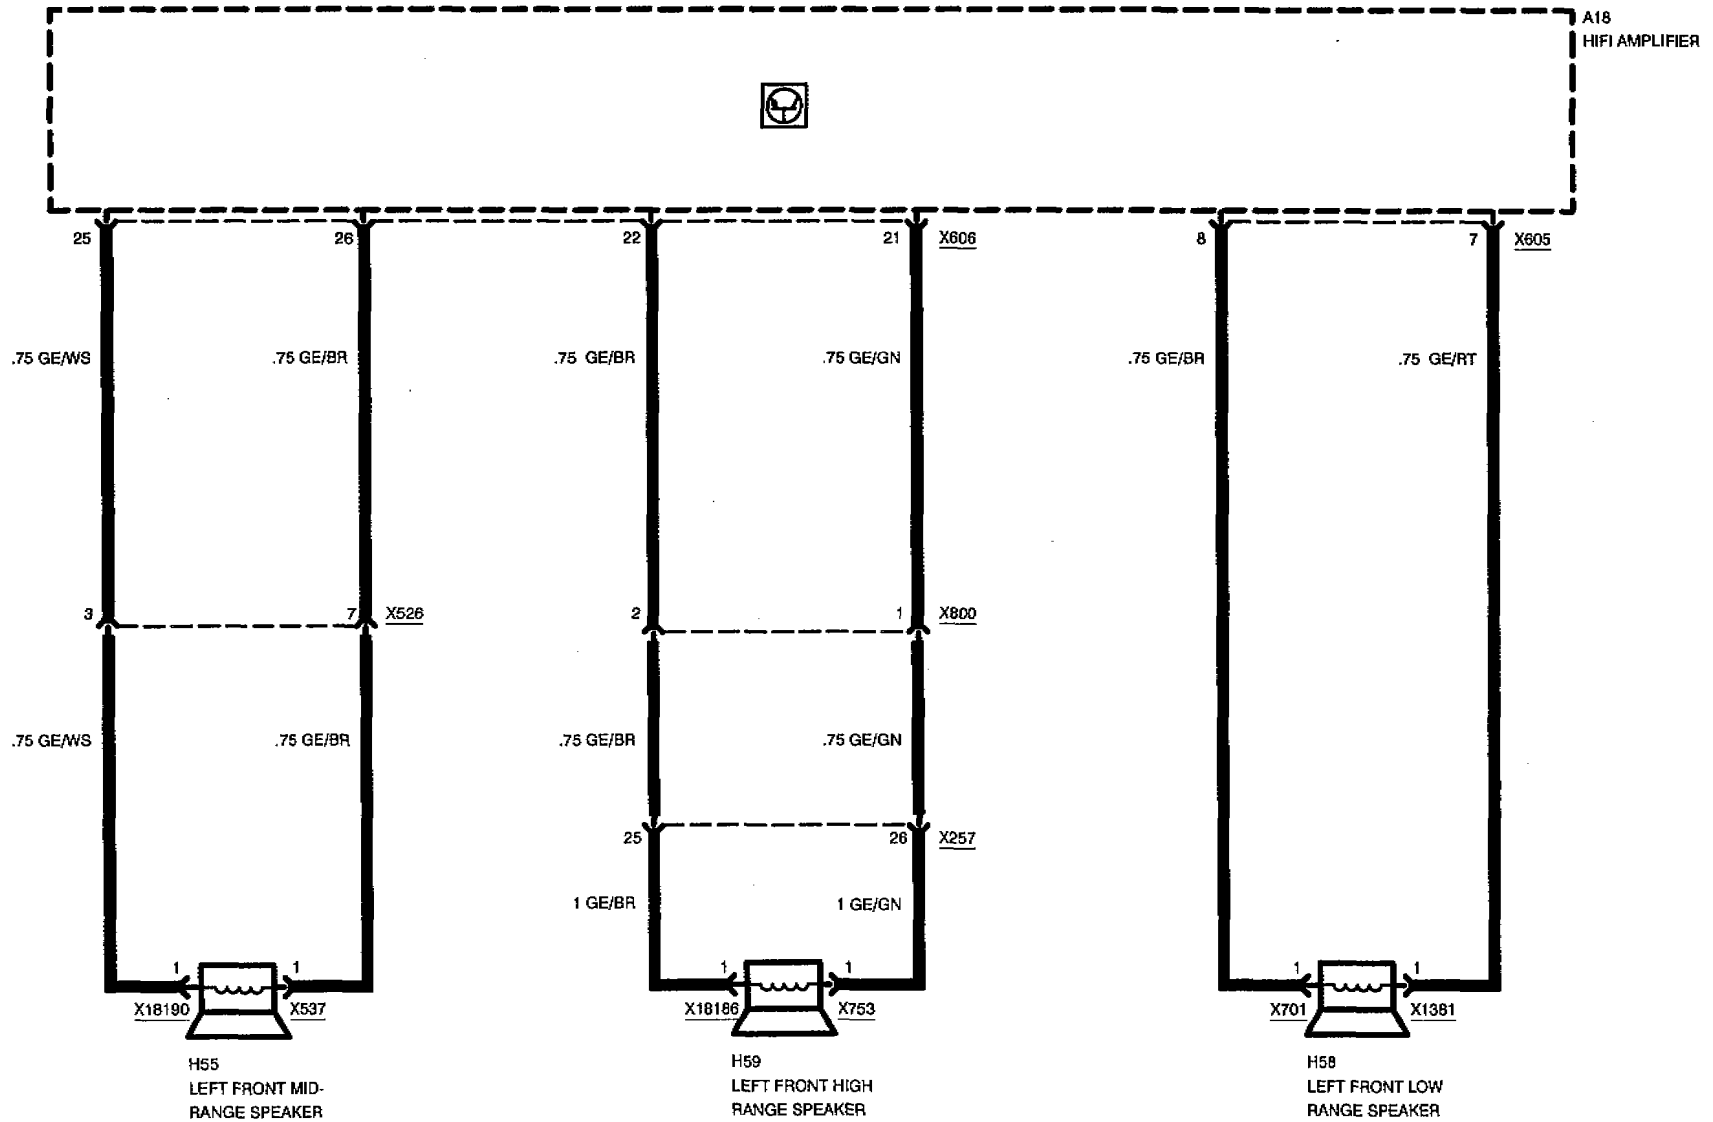 A18
HIFI AMPLIFIER
25
26
22
21
X606
8
7
X605
.75 GE/WS
.75 GE/BR
.75 GE/BR
.75 GE/GN
.75 GE/BR
.75 GE/RT
3
7
X526
2
1
X800
.75 GE/WS
.75 GE/BR
.75 GE/BR
.75 GE/GN
25
26
X257
1 GE/BR
1 GE/GN
1
1
1
1
1
1
X18190
X537
X18186
X753
X701
X1381
H55
LEFT FRONT MID-
RANGE SPEAKER
H59
LEFT FRONT HIGH
RANGE SPEAKER
H58
LEFT FRONT LOW
RANGE SPEAKER